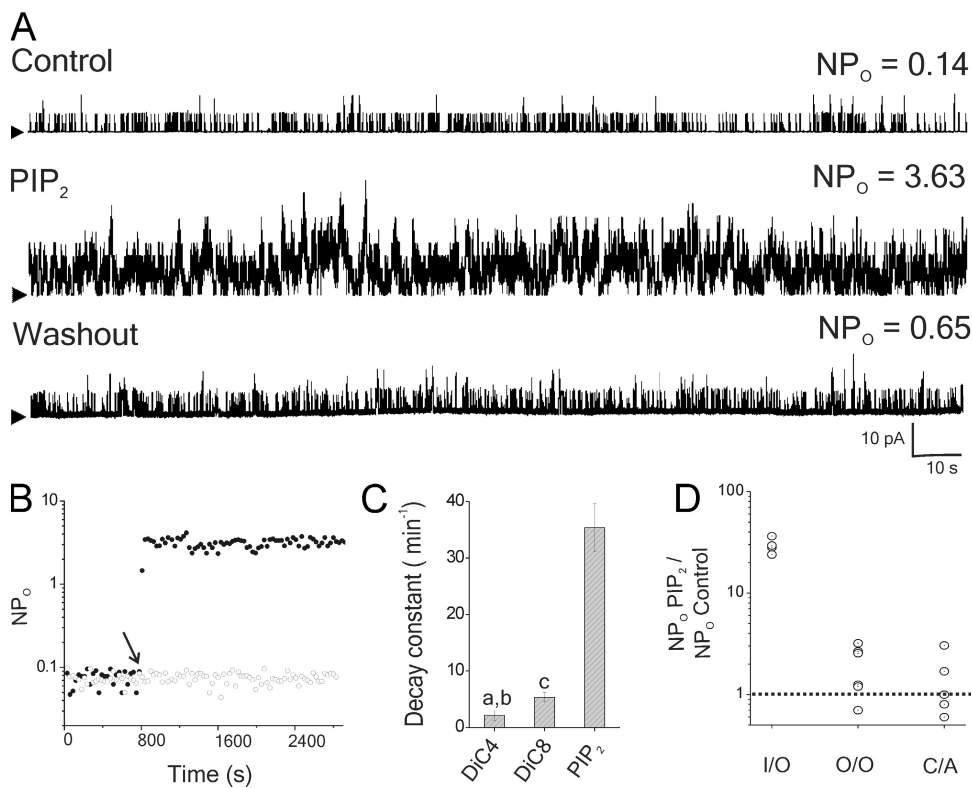 A
Control
NPO = 0.14
PIP2
NPO = 3.63
Washout
NPO = 0.65
10 pA
10 s
B
10
1
0.1
NPO
0
800
1600
2400
Time (s)
C
Decay constant ( min-1)
40
30
20
10
0
a,b
c
DiC4
DiC8
PIP2
D
NPO PIP2 /
NPO Control
100
10
1
I/O
O/O
C/A